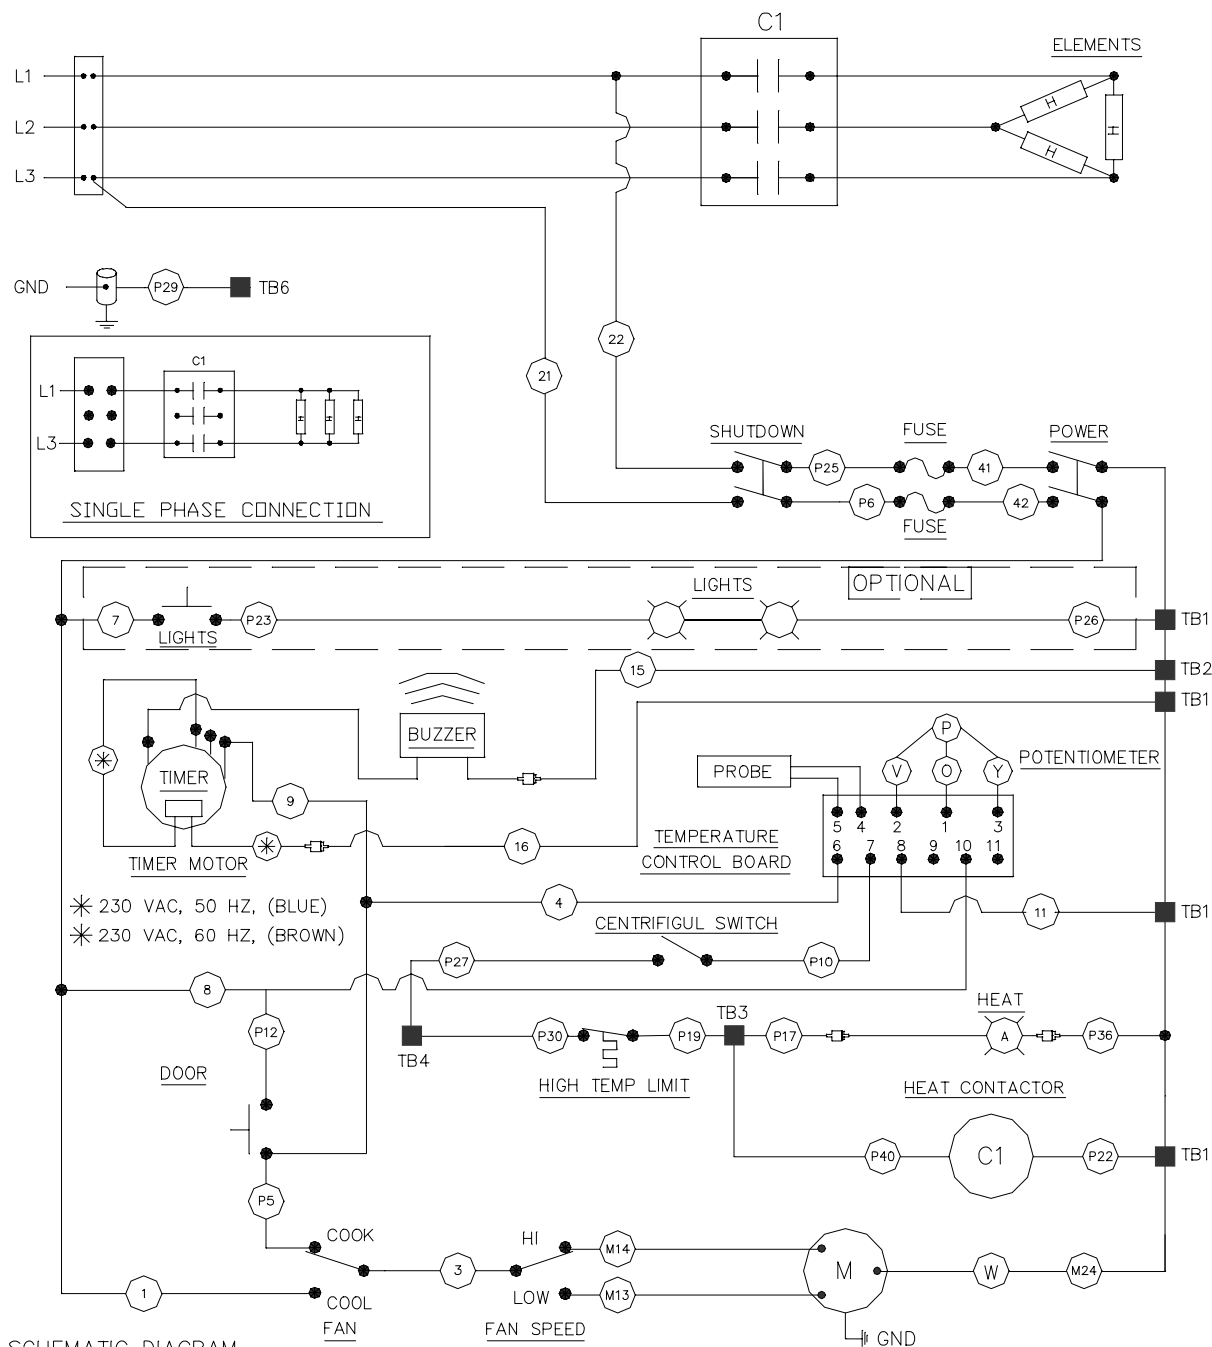 C1
ELEMENTS
L1
L2
L3
H
H
H
GND
P29
TB6
22
21
C1
L1
L3
H
H
H
SINGLE PHASE CONNECTION
SHUTDOWN
FUSE
POWER
P25
41
P6
42
FUSE
LIGHTS
OPTIONAL
7
P23
P26
TB1
LIGHTS
15
TB2
TB1
BUZZER
P
POTENTIOMETER
TIMER
PROBE
V
O
Y
9
5 4 2 1 3
TEMPERATURE
CONTROL BOARD
6 7 8 9 10 11
16
TIMER MOTOR
230 VAC, 50 HZ, (BLUE)
4
11
TB1
230 VAC, 60 HZ, (BROWN)
CENTRIFIGUL SWITCH
P27
P10
8
HEAT
P12
TB3
P30
P19
P17
A
P36
TB4
DOOR
HIGH TEMP LIMIT
HEAT CONTACTOR
P40
C1
P22
TB1
P5
COOK
HI
M14
3
M
W
M24
1
COOL
LOW
M13
FAN
FAN SPEED
GND
SCHEMATIC DIAGRAM